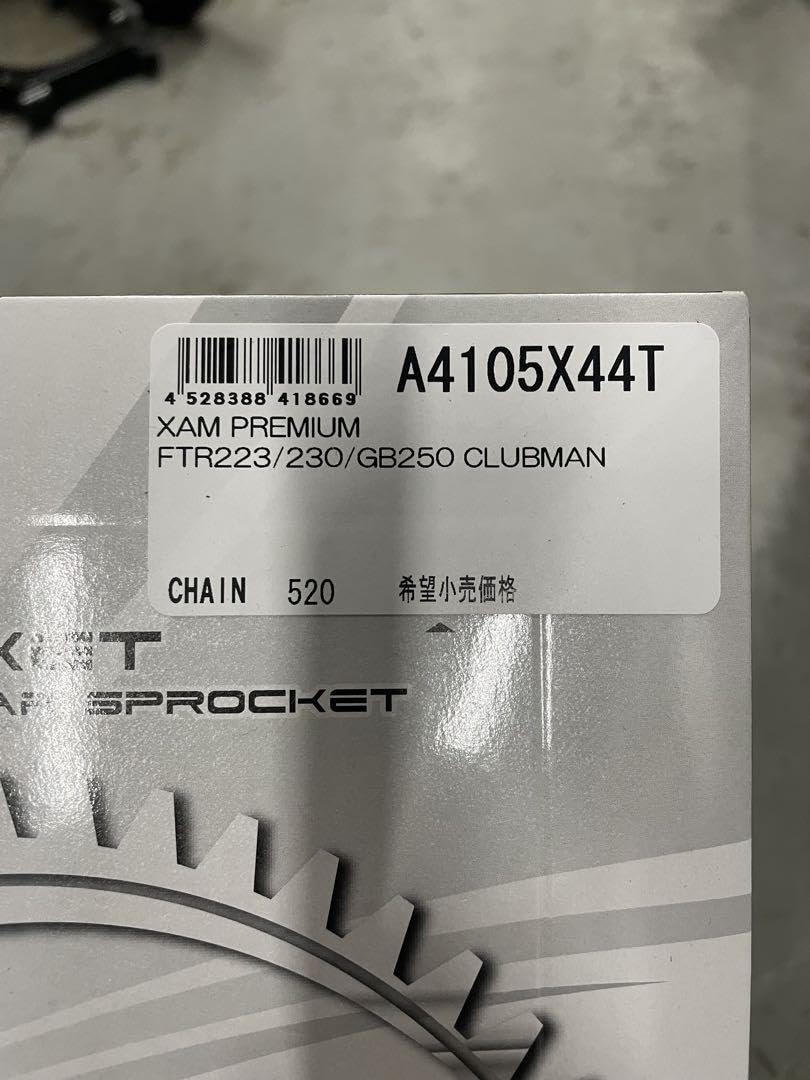 4 528388 418669
A4105X44T
XAM PREMIUM
FTR223/230/GB250 CLUBMAN
CHAIN 520 希望小売価格
SPROCKET